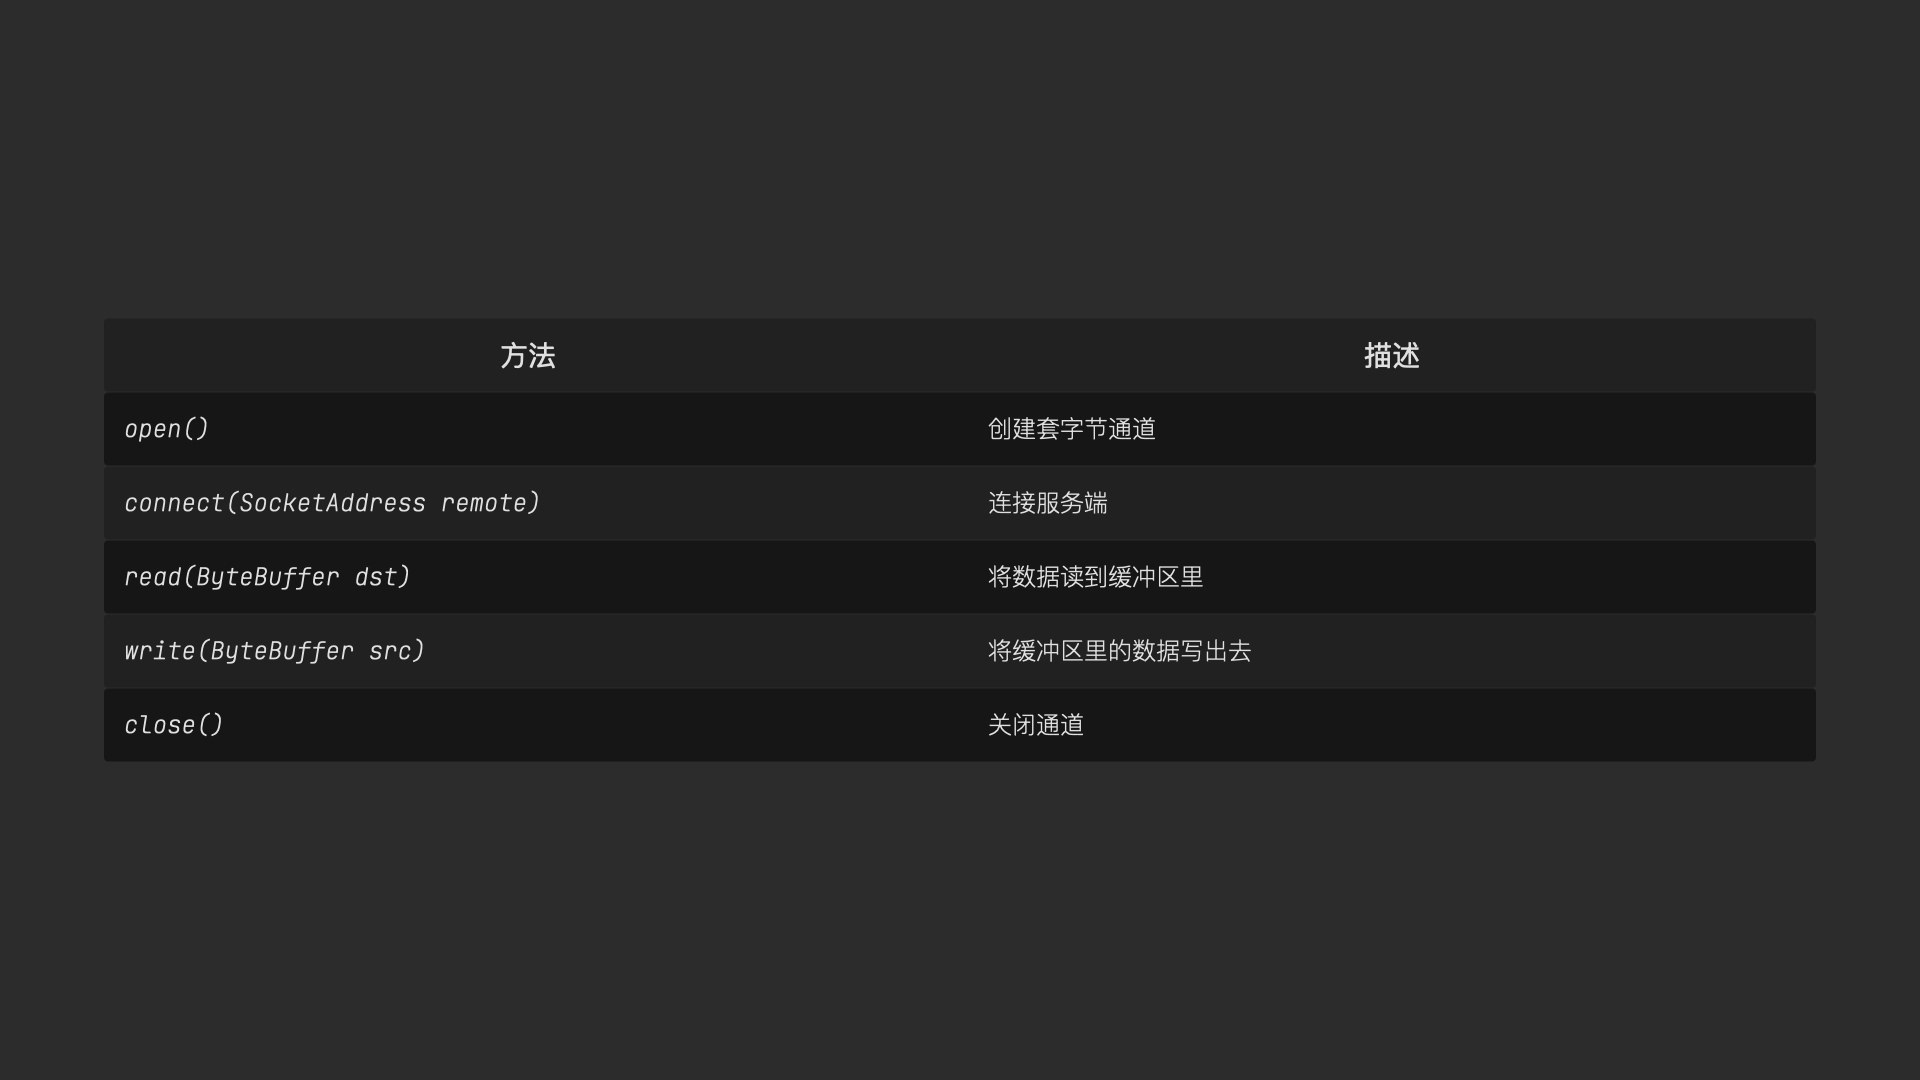 方法 描述
open() 创建套字节通道
connect(SocketAddress remote) 连接服务端
read(ByteBuffer dst) 将数据读到缓冲区里
write(ByteBuffer src) 将缓冲区里的数据写出去
close() 关闭通道